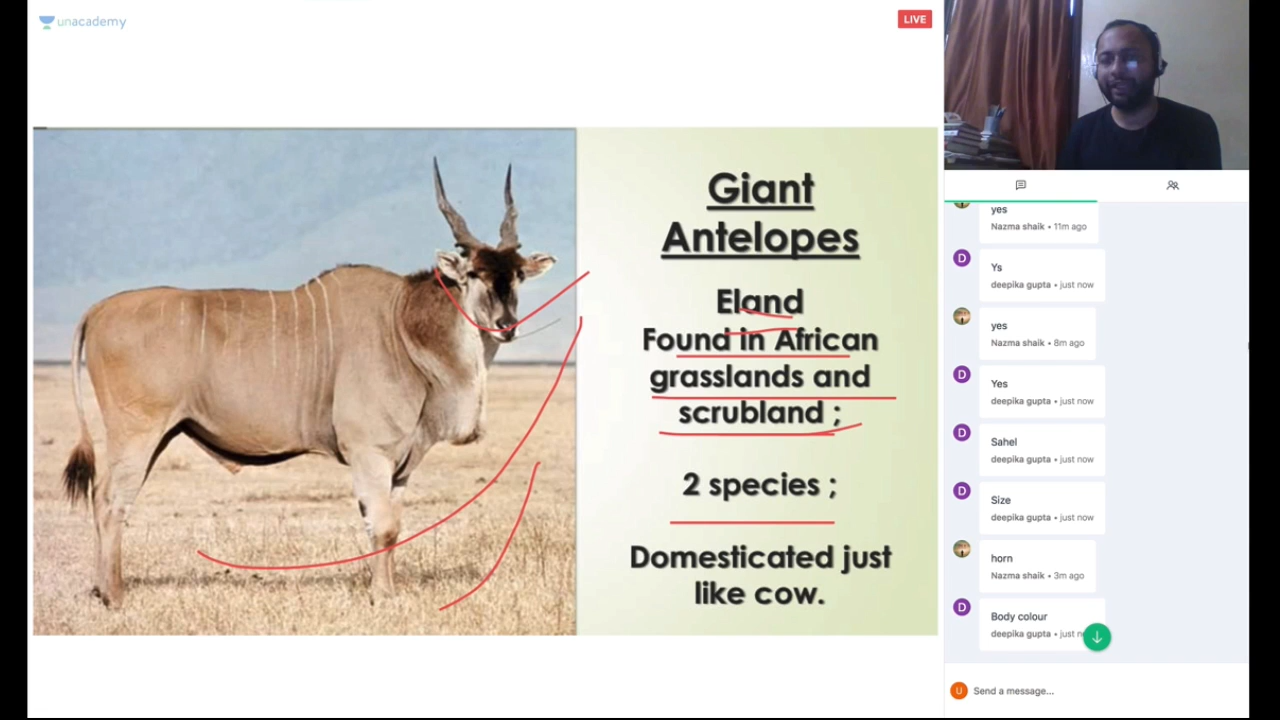 unacademy
LIVE
Giant
Antelopes
Eland
Found in African
grasslands and
scrubland ;
2 species ;
Domesticated just
like cow.
yes
Nazma shaik • 11m ago
D
Ys
deepika gupta • just now
yes
Nazma shaik • 8m ago
D
Yes
deepika gupta • just now
D
Sahel
deepika gupta • just now
D
Size
deepika gupta • just now
horn
Nazma shaik • 3m ago
D
Body colour
deepika gupta • just
U
Send a message...